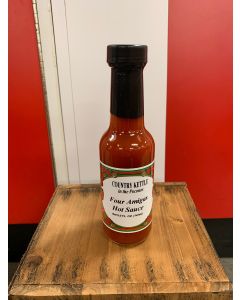 COUNTRY KETTLE
in the Poconos
Four Amigos
Hot Sauce